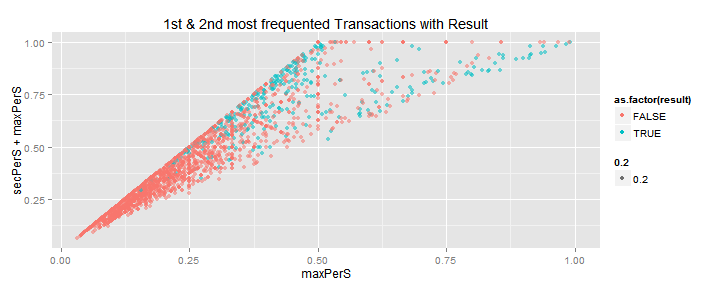 1st & 2nd most frequented Transactions with Result
secPerS + maxPerS
1.00
0.75
0.50
0.25
0.00
0.25
0.50
0.75
1.00
maxPerS
as.factor(result)
FALSE
TRUE
0.2
0.2